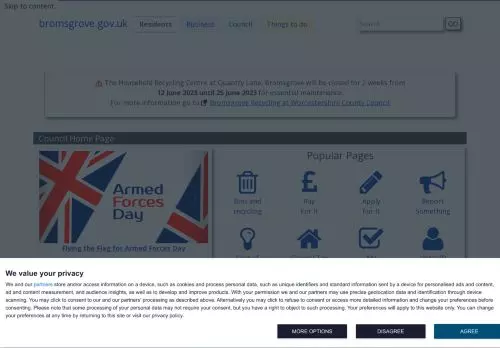 Skip to content
bromsgrove.gov.uk
Residents
Business
Council
Things to do
Search
GO
The Household Recycling Centre at Quantry Lane, Bromsgrove will be closed for 2 weeks from
12 June 2023 until 25 June 2023 for essential maintenance.
For more information go to Bromsgrove Recycling at Worcestershire County Council
Council Home Page
Armed
Forces
Day
Flying the Flag for Armed Forces Day
Popular Pages
Bins and
recycling
Pay
For It
Apply
For It
Report
Something
We value your privacy
We and our partners store and/or access information on a device, such as cookies and process personal data, such as unique identifiers and standard information sent by a device for personalised ads and content,
ad and content measurement, and audience insights, as well as to develop and improve products. With your permission we and our partners may use precise geolocation data and identification through device
scanning. You may click to consent to our and our partners' processing as described above. Alternatively you may click to refuse to consent or access more detailed information and change your preferences before
consenting. Please note that some processing of your personal data may not require your consent, but you have a right to object to such processing. Your preferences will apply to this website only. You can change
your preferences at any time by returning to this site or visit our privacy policy.
MORE OPTIONS
DISAGREE
AGREE